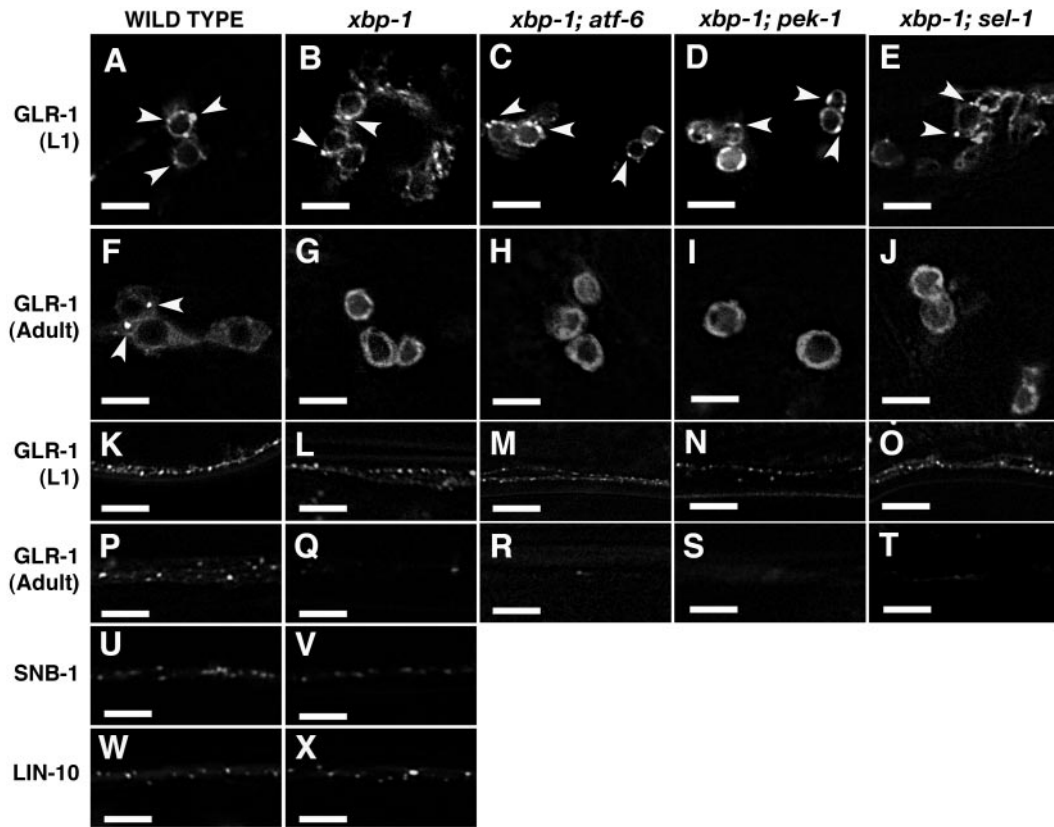 WILD TYPE xbp-1 xbp-1; atf-6 xbp-1; pek-1 xbp-1; sel-1
GLR-1
(L1)
A B C D E
GLR-1
(Adult)
F G H I J
GLR-1
(L1)
K L M N O
GLR-1
(Adult)
P Q R S T
SNB-1
U V
LIN-10
W X